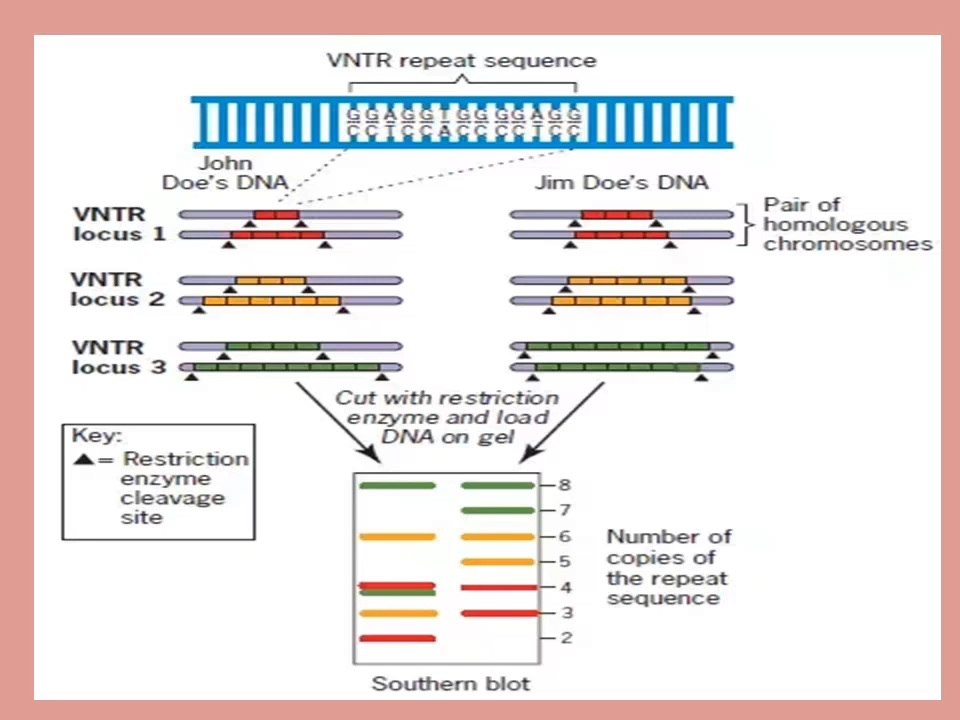 VNTR repeat sequence
GGAGGTGGGGAGG
CCTCCACCCCTCC
John
Doe's DNA
Jim Doe's DNA
VNTR
locus 1
Pair of
homologous
chromosomes
VNTR
locus 2
VNTR
locus 3
Cut with restriction
enzyme and load
DNA on gel
Key:
▲= Restriction
enzyme
cleavage
site
8
7
6
5
4
3
2
Number of
copies of
the repeat
sequence
Southern blot